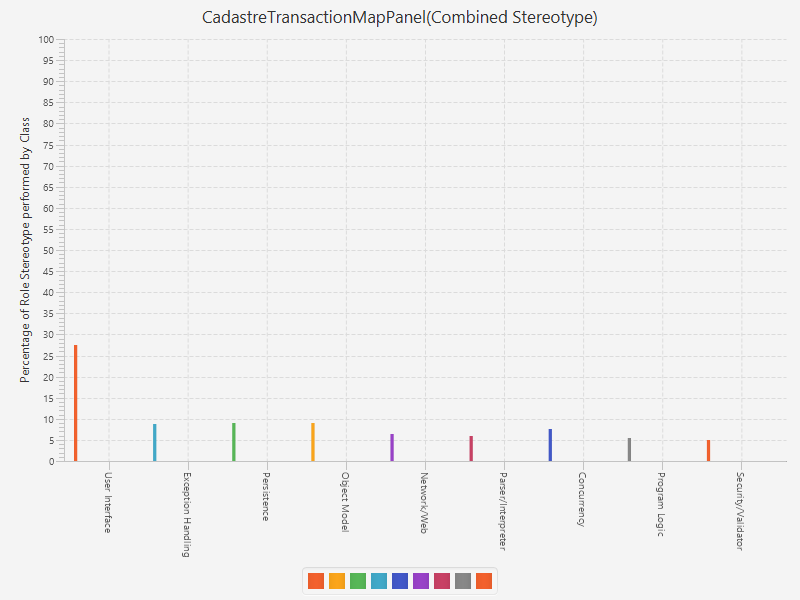 CadastreTransactionMapPanel(Combined Stereotype)
Percentage of Role Stereotype performed by Class
100
95
90
85
80
75
70
65
60
55
50
45
40
35
30
25
20
15
10
5
0
User Interface
Exception Handling
Persistence
Object Model
Network/Web
Parser/Interpreter
Concurrency
Program Logic
Security/Validator